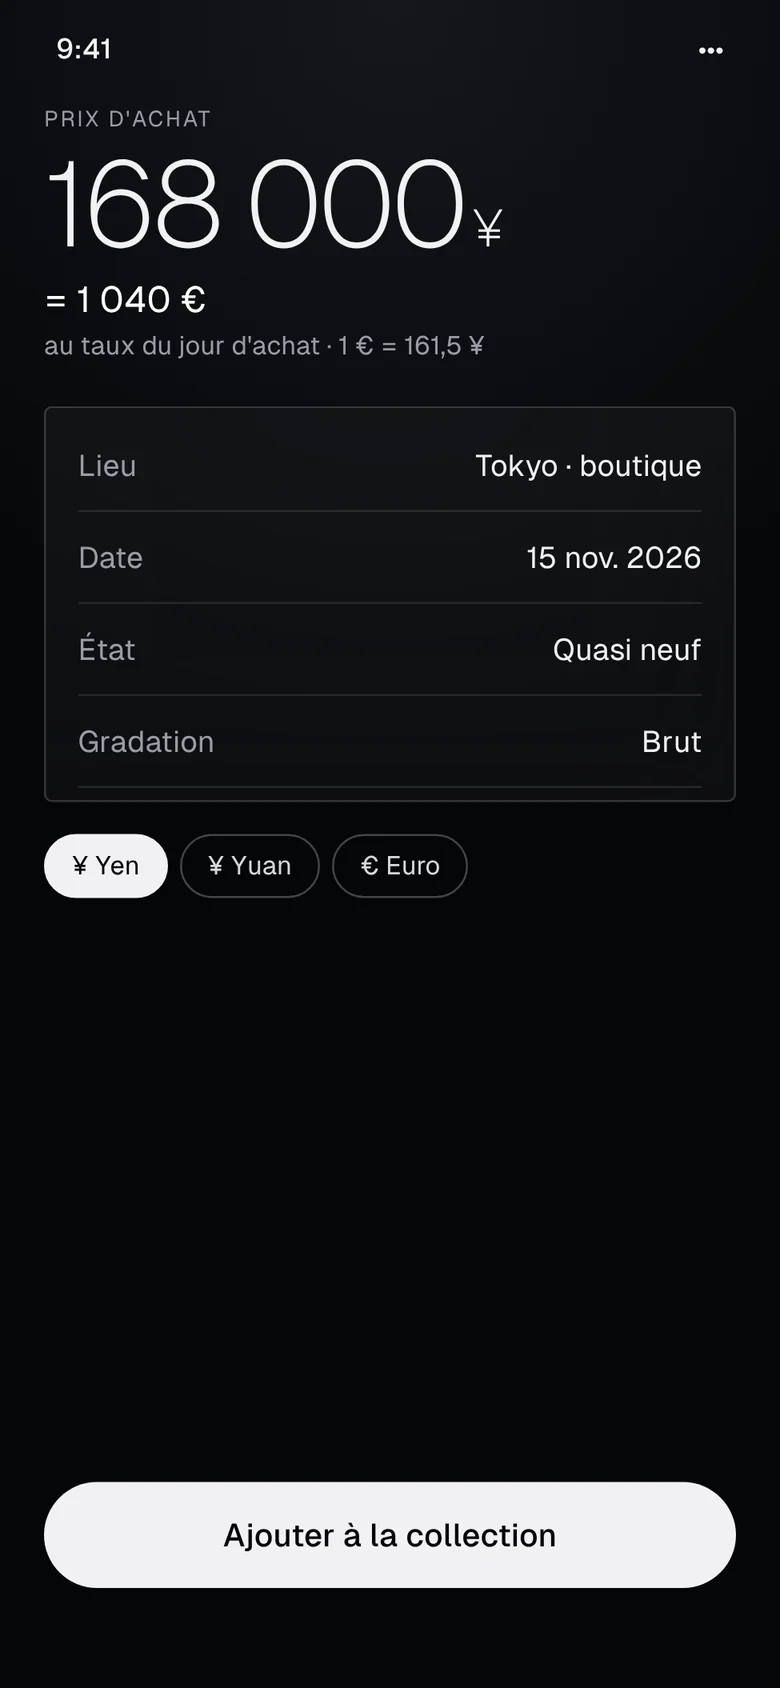 9:41
PRIX D'ACHAT
168 000 ¥
= 1 040 €
au taux du jour d'achat · 1 € = 161,5 ¥
Lieu Tokyo · boutique
Date 15 nov. 2026
État Quasi neuf
Gradation Brut
¥ Yen ¥ Yuan € Euro
Ajouter à la collection